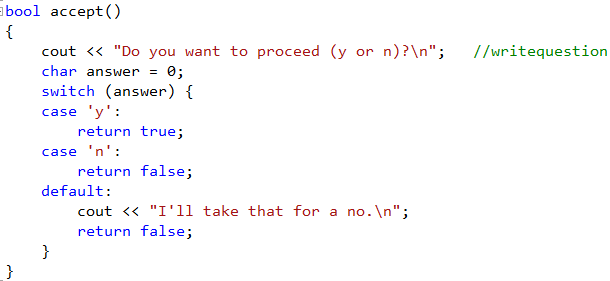 bool accept()
{
    cout << "Do you want to proceed (y or n)?\n";   //writequestion
    char answer = 0;
    switch (answer) {
    case 'y':
        return true;
    case 'n':
        return false;
    default:
        cout << "I'll take that for a no.\n";
        return false;
    }
}